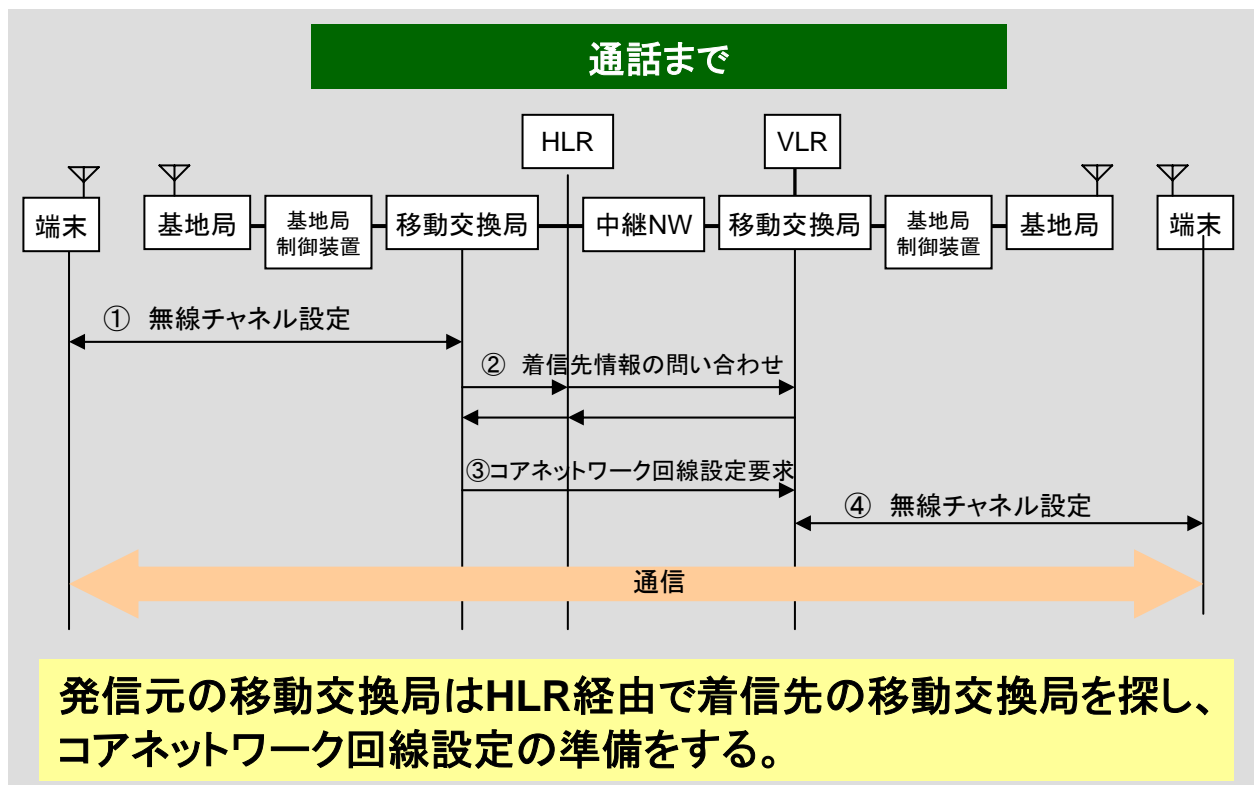 通話まで
HLR
VLR
端末
基地局
基地局
制御装置
移動交換局
中継NW
移動交換局
基地局
制御装置
基地局
端末
① 無線チャネル設定
② 着信先情報の問い合わせ
③コアネットワーク回線設定要求
④ 無線チャネル設定
通信
発信元の移動交換局はHLR経由で着信先の移動交換局を探し、
コアネットワーク回線設定の準備をする。